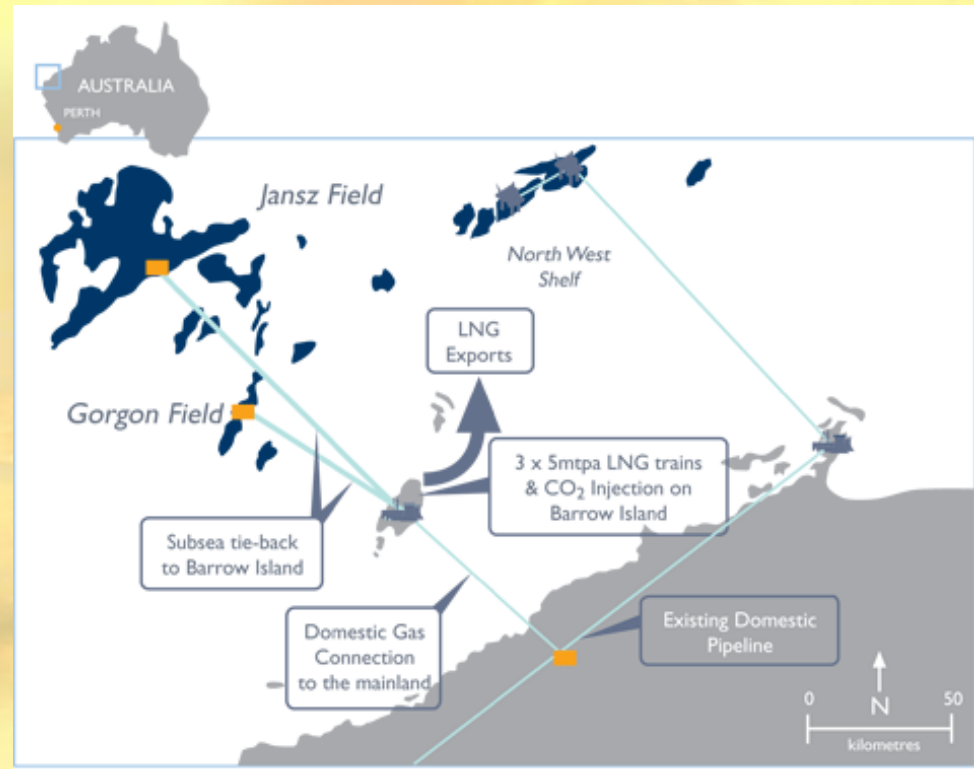 AUSTRALIA
PERTH
Jansz Field
North West
Shelf
LNG
Exports
Gorgon Field
3 x 5mtpa LNG trains
& CO₂ Injection on
Barrow Island
Subsea tie-back
to Barrow Island
Domestic Gas
Connection
to the mainland
Existing Domestic
Pipeline
0
N
50
kilometres